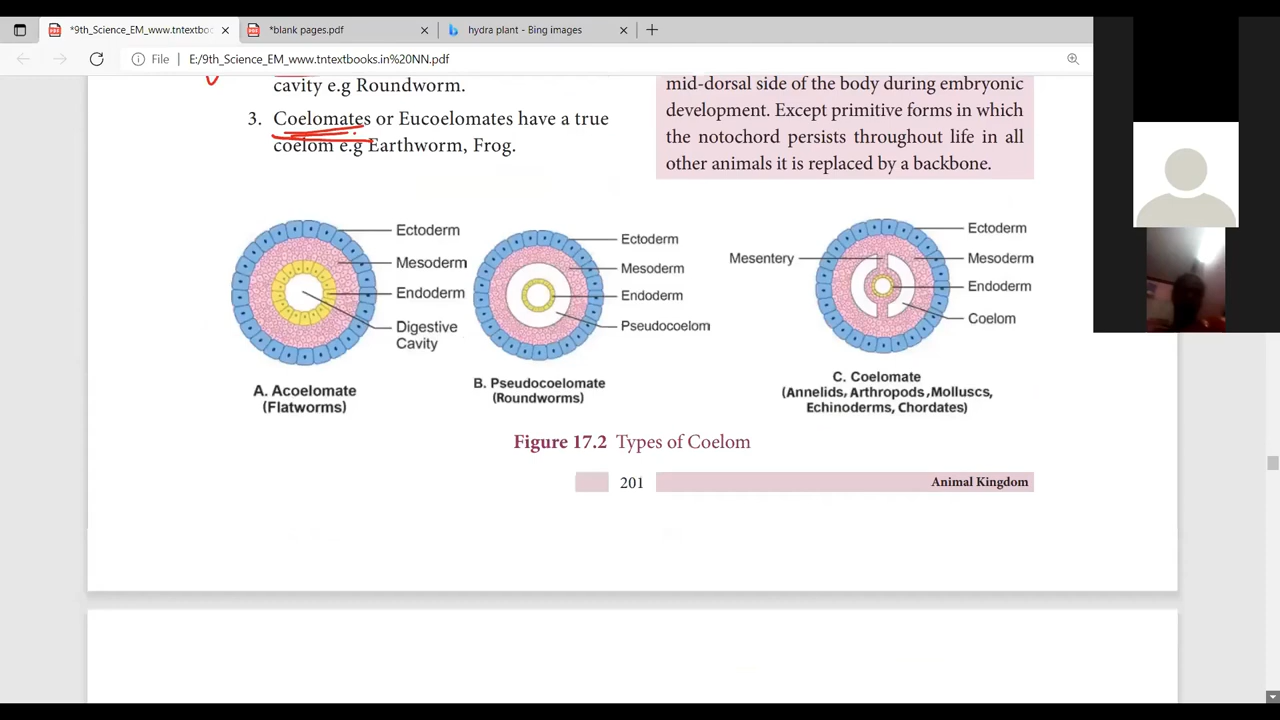 *9th_Science_EM_www.tntextboo
*blank pages.pdf
hydra plant - Bing images
File
E:/9th_Science_EM_www.tntextbooks.in%20NN.pdf
cavity e.g Roundworm.
3. Coelomates or Eucoelomates have a true
coelom e.g Earthworm, Frog.
mid-dorsal side of the body during embryonic
development. Except primitive forms in which
the notochord persists throughout life in all
other animals it is replaced by a backbone.
Ectoderm
Mesoderm
Endoderm
Digestive
Cavity
A. Acoelomate
(Flatworms)
Ectoderm
Mesoderm
Endoderm
Pseudocoelom
B. Pseudocoelomate
(Roundworms)
Mesentery
Ectoderm
Mesoderm
Endoderm
Coelom
C. Coelomate
(Annelids, Arthropods,Molluscs,
Echinoderms, Chordates)
Figure 17.2 Types of Coelom
201
Animal Kingdom